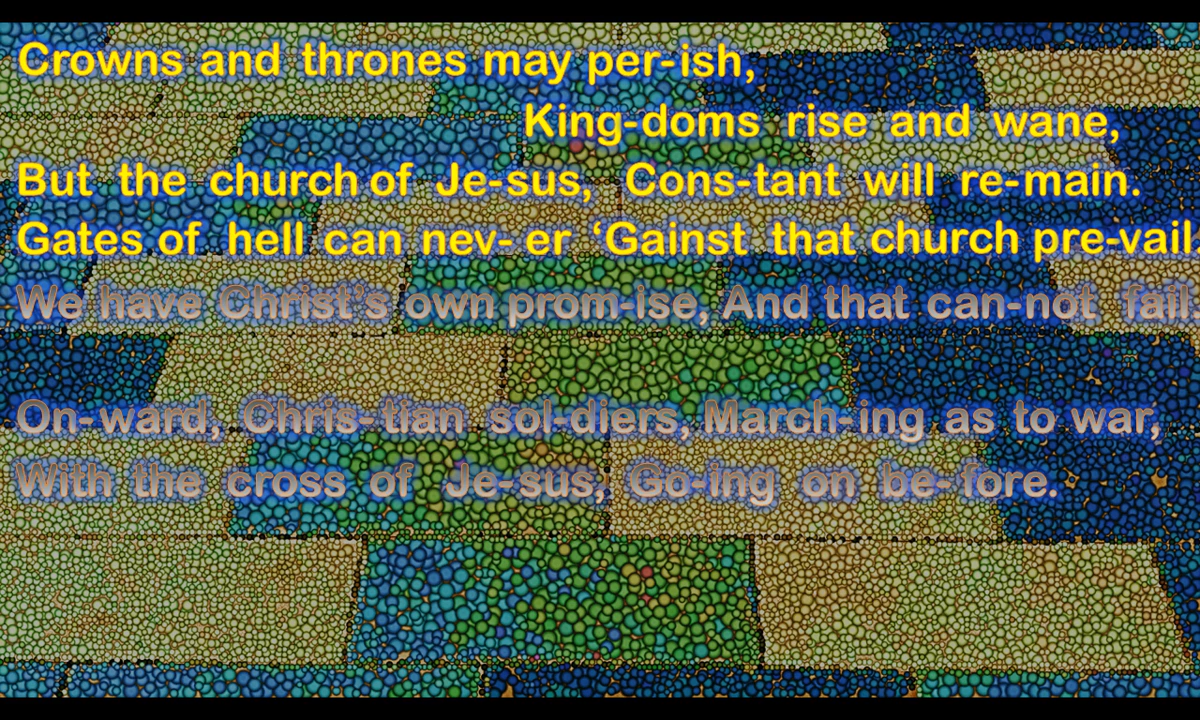 Crowns and thrones may per-ish,
King-doms rise and wane,
But the church of Je-sus, Cons-tant will re-main.
Gates of hell can nev- er ‘Gainst that church pre-vail
We have Christ's own prom-ise, And that can-not fail
On-ward, Chris-tian sol-diers, March-ing as to war,
With the cross of Je-sus, Go-ing on be-fore.